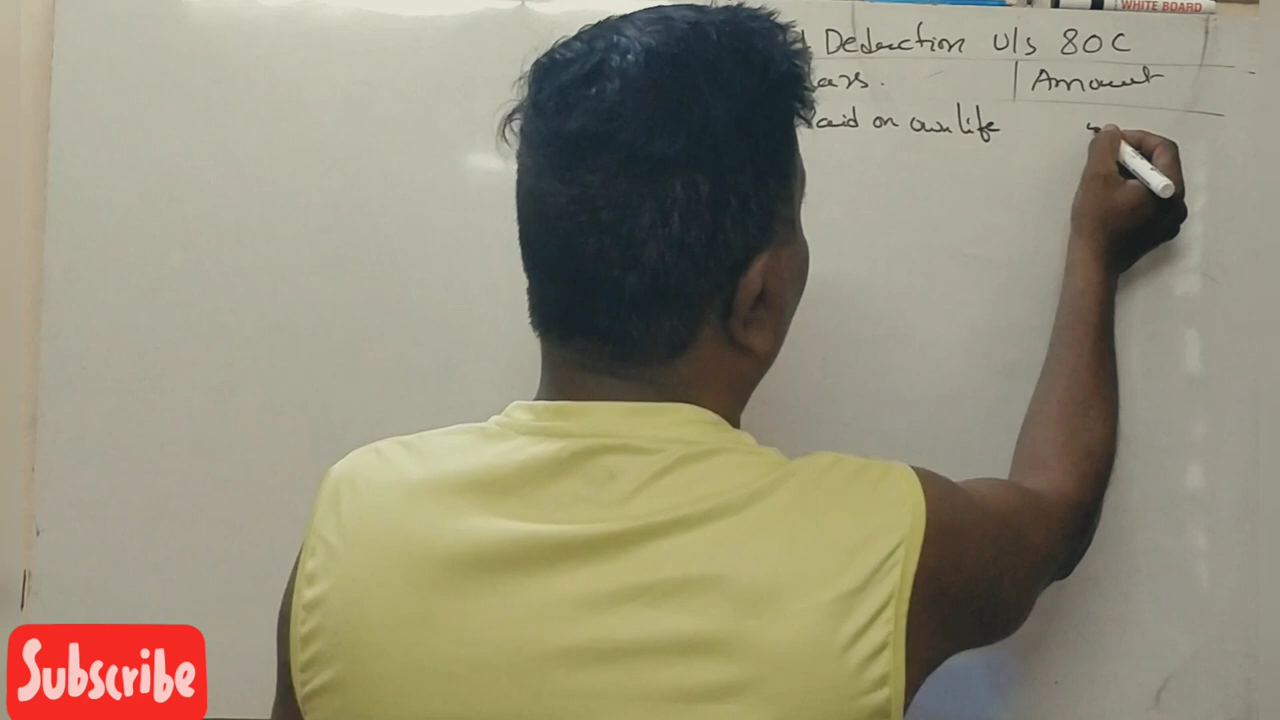 WHITE BOARD
Deduction U/s 80C
Amount
on own life
Subscribe